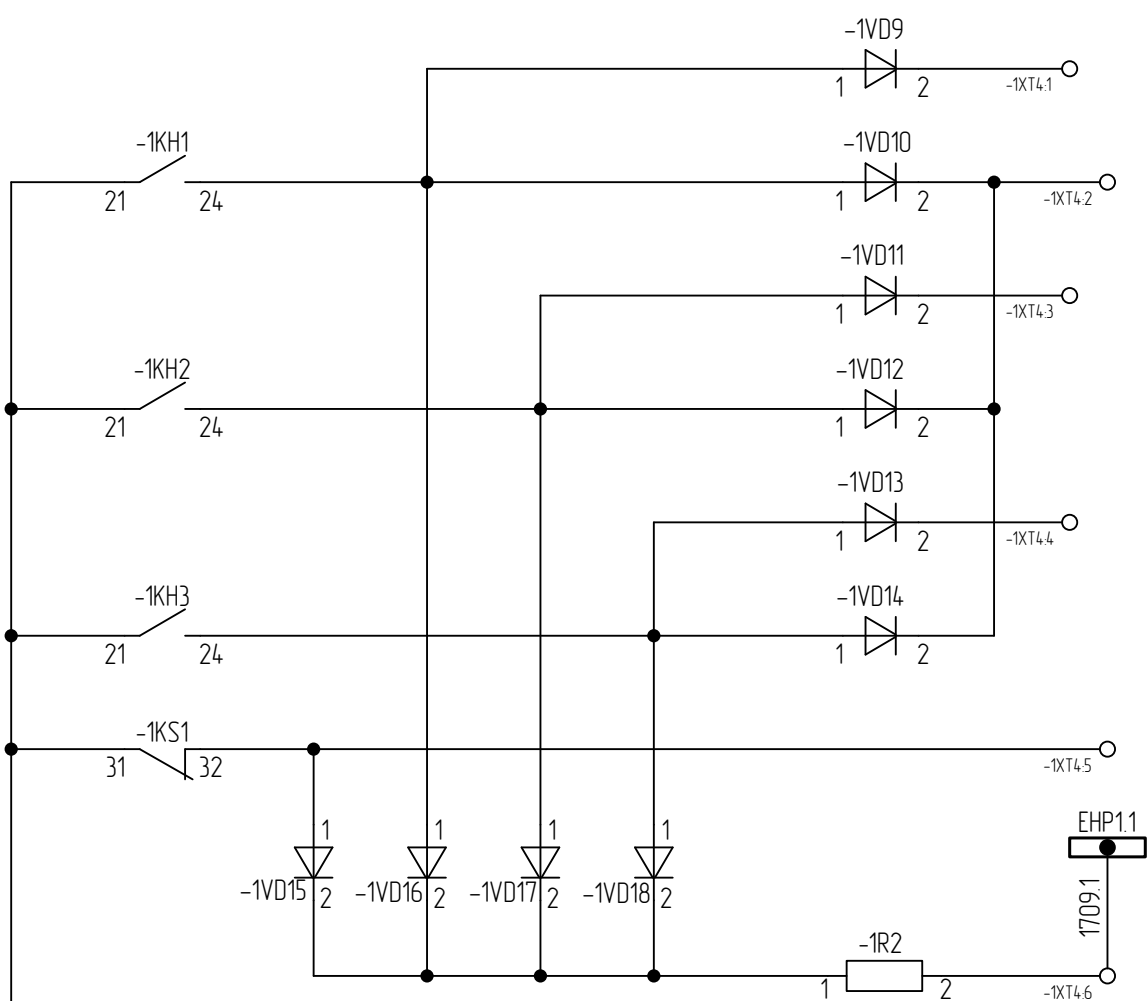 -1VD9
1 2
-1XT4:1
-1KH1
-1VD10
21 24
1 2
-1XT4:2
-1VD11
1 2
-1XT4:3
-1KH2
-1VD12
21 24
1 2
-1VD13
1 2
-1XT4:4
-1KH3
-1VD14
21 24
1 2
-1KS1
31 32
-1XT4:5
1 1 1 1
EHP1.1
-1VD15 2 -1VD16 2 -1VD17 2 -1VD18 2
1709.1
-1R2
1 2
-1XT4:6